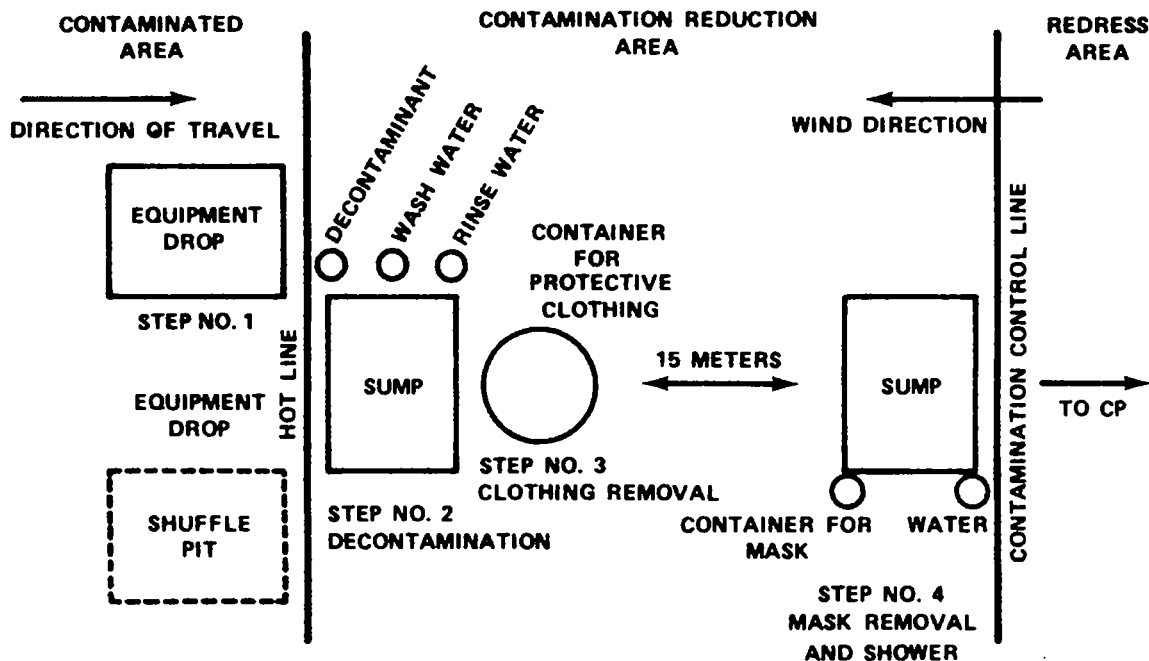 CONTAMINATED
AREA
CONTAMINATION REDUCTION
AREA
REDRESS
AREA
DIRECTION OF TRAVEL
WIND DIRECTION
DECONTAMINANT
WASH WATER
RINSE WATER
EQUIPMENT
DROP
STEP NO. 1
CONTAINER
FOR
PROTECTIVE
CLOTHING
HOT LINE
SUMP
15 METERS
SUMP
CONTAMINATION CONTROL LINE
TO CP
EQUIPMENT
DROP
SHUFFLE
PIT
STEP NO. 2
DECONTAMINATION
STEP NO. 3
CLOTHING REMOVAL
CONTAINER FOR
MASK
WATER
STEP NO. 4
MASK REMOVAL
AND SHOWER